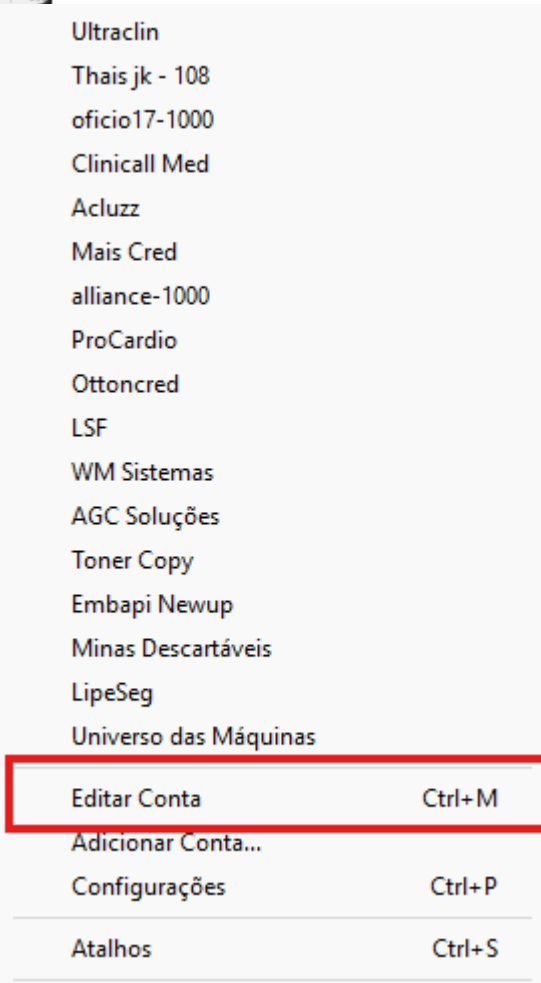 Ultraclin
Thais jk - 108
oficio17-1000
Clinicall Med
Acluzz
Mais Cred
alliance-1000
ProCardio
Ottoncred
LSF
WM Sistemas
AGC Soluções
Toner Copy
Embapi Newup
Minas Descartáveis
LipeSeg
Universo das Máquinas
Editar Conta Ctrl+M
Adicionar Conta...
Configurações Ctrl+P
Atalhos Ctrl+S